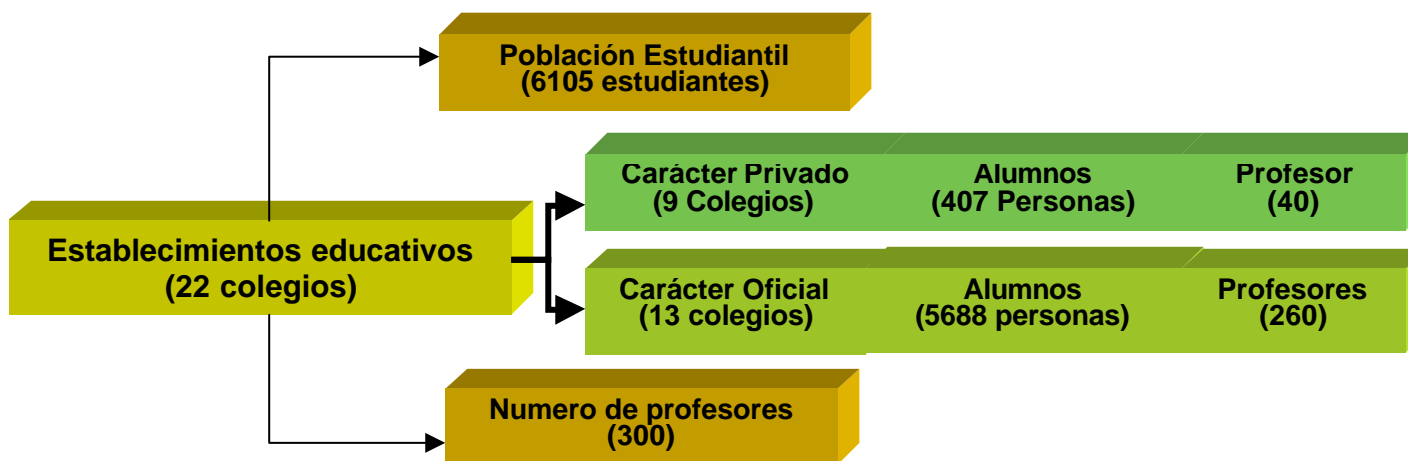 Población Estudiantil
(6105 estudiantes)
Carácter Privado
(9 Colegios)
Alumnos
(407 Personas)
Profesor
(40)
Establecimientos educativos
(22 colegios)
Carácter Oficial
(13 colegios)
Alumnos
(5688 personas)
Profesores
(260)
Numero de profesores
(300)